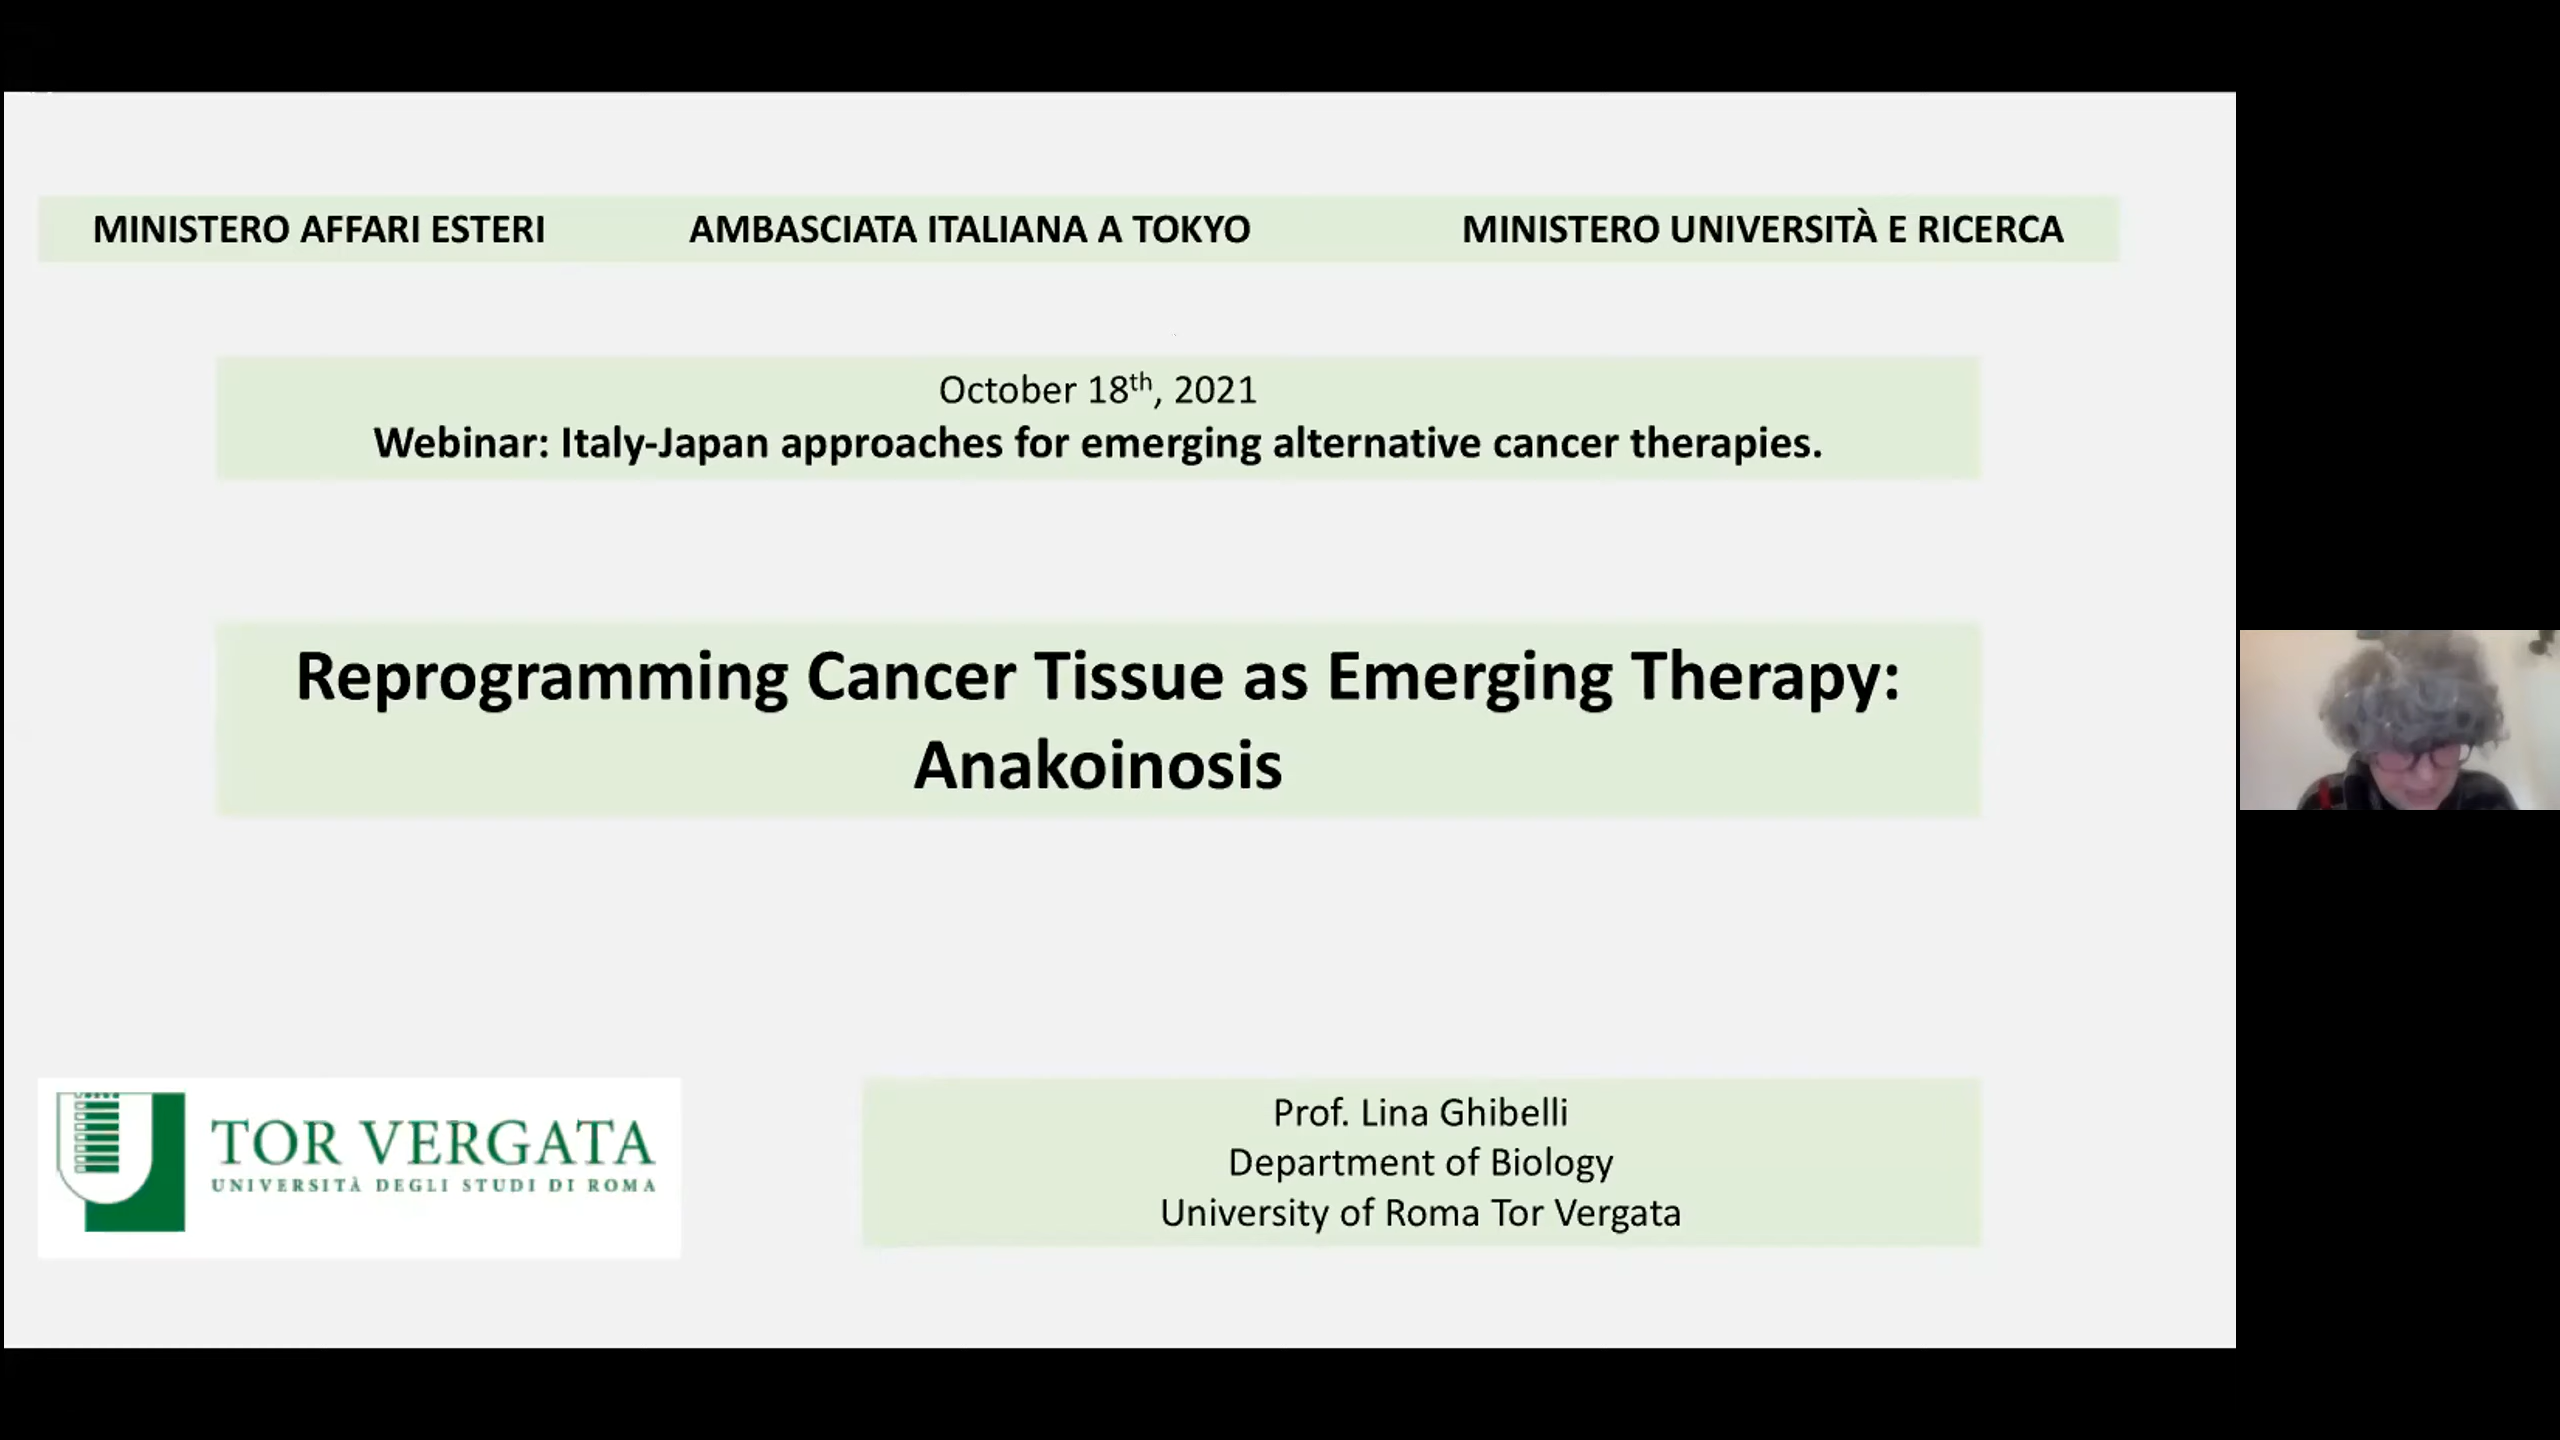 MINISTERO AFFARI ESTERI AMBASCIATA ITALIANA A TOKYO MINISTERO UNIVERSITÀ E RICERCA
October 18th, 2021
Webinar: Italy-Japan approaches for emerging alternative cancer therapies.
Reprogramming Cancer Tissue as Emerging Therapy:
Anakoinosis
TOR VERGATA
UNIVERSITÀ DEGLI STUDI DI ROMA
Prof. Lina Ghibelli
Department of Biology
University of Roma Tor Vergata